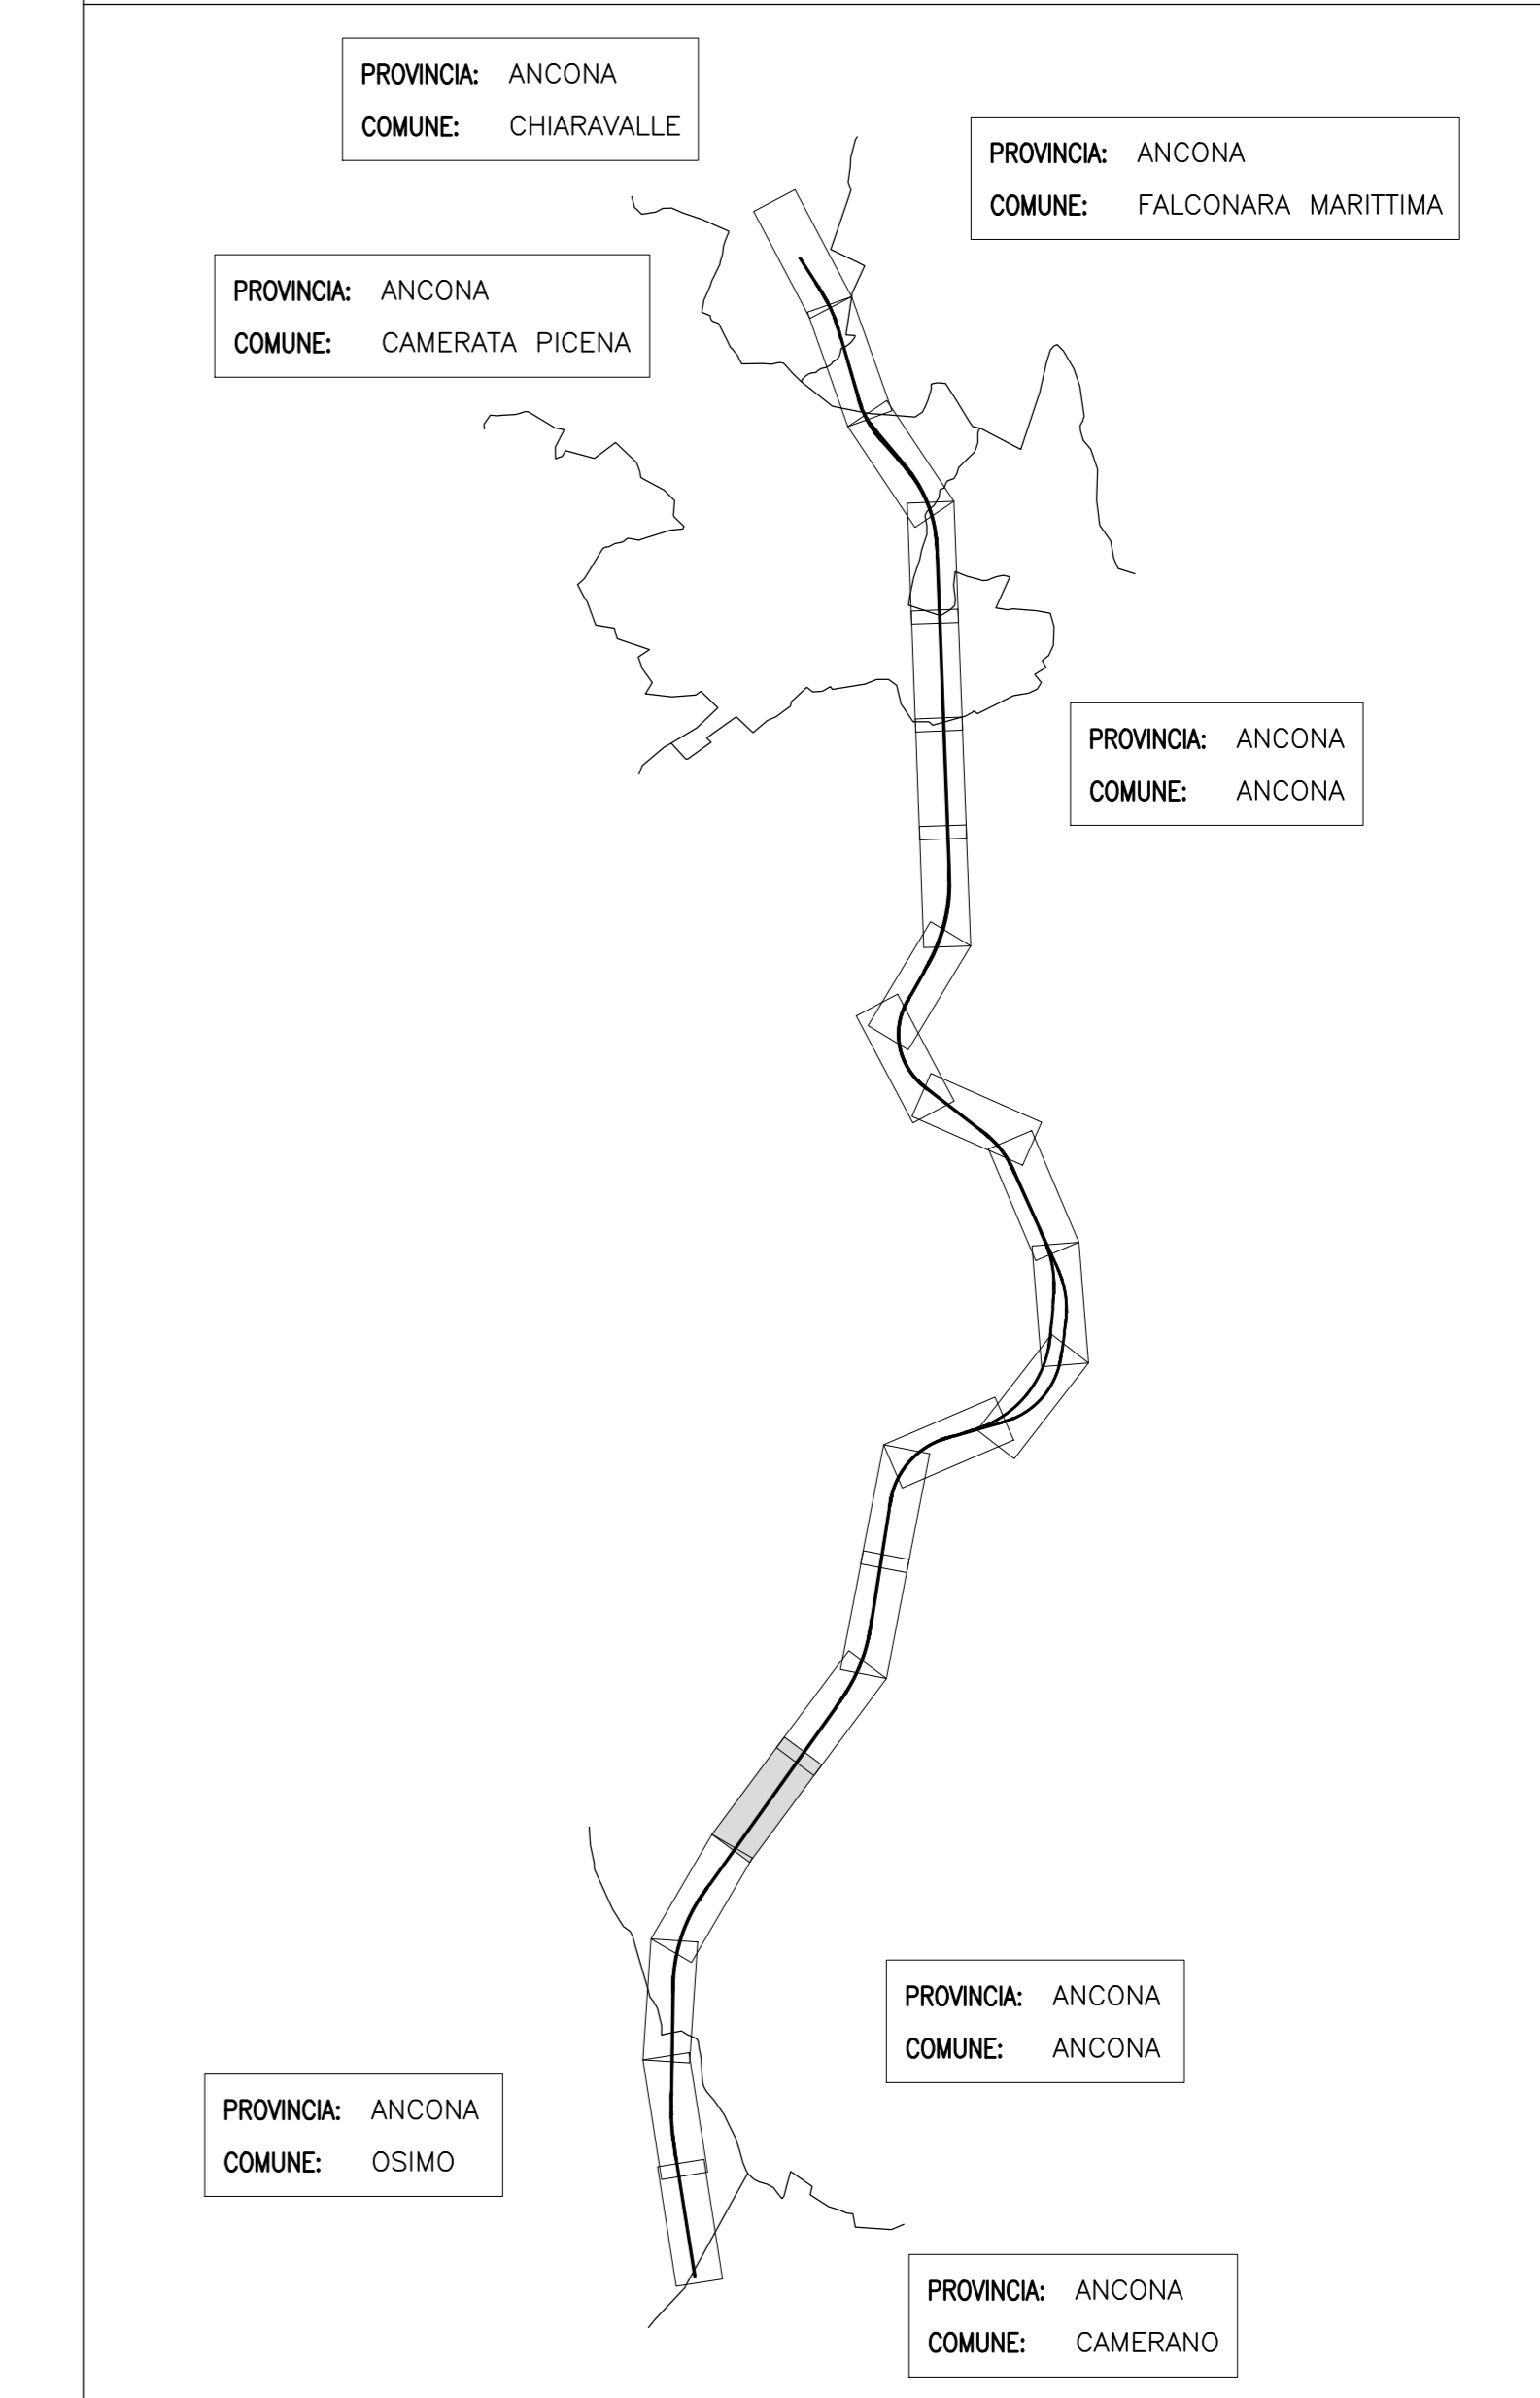 PROVINCIA: ANCONA
COMUNE: CHIARAVALLE
PROVINCIA: ANCONA
COMUNE: FALCONARA MARITTIMA
PROVINCIA: ANCONA
COMUNE: CAMERATA PICENA
PROVINCIA: ANCONA
COMUNE: ANCONA
PROVINCIA: ANCONA
COMUNE: ANCONA
PROVINCIA: ANCONA
COMUNE: OSIMO
PROVINCIA: ANCONA
COMUNE: CAMERANO